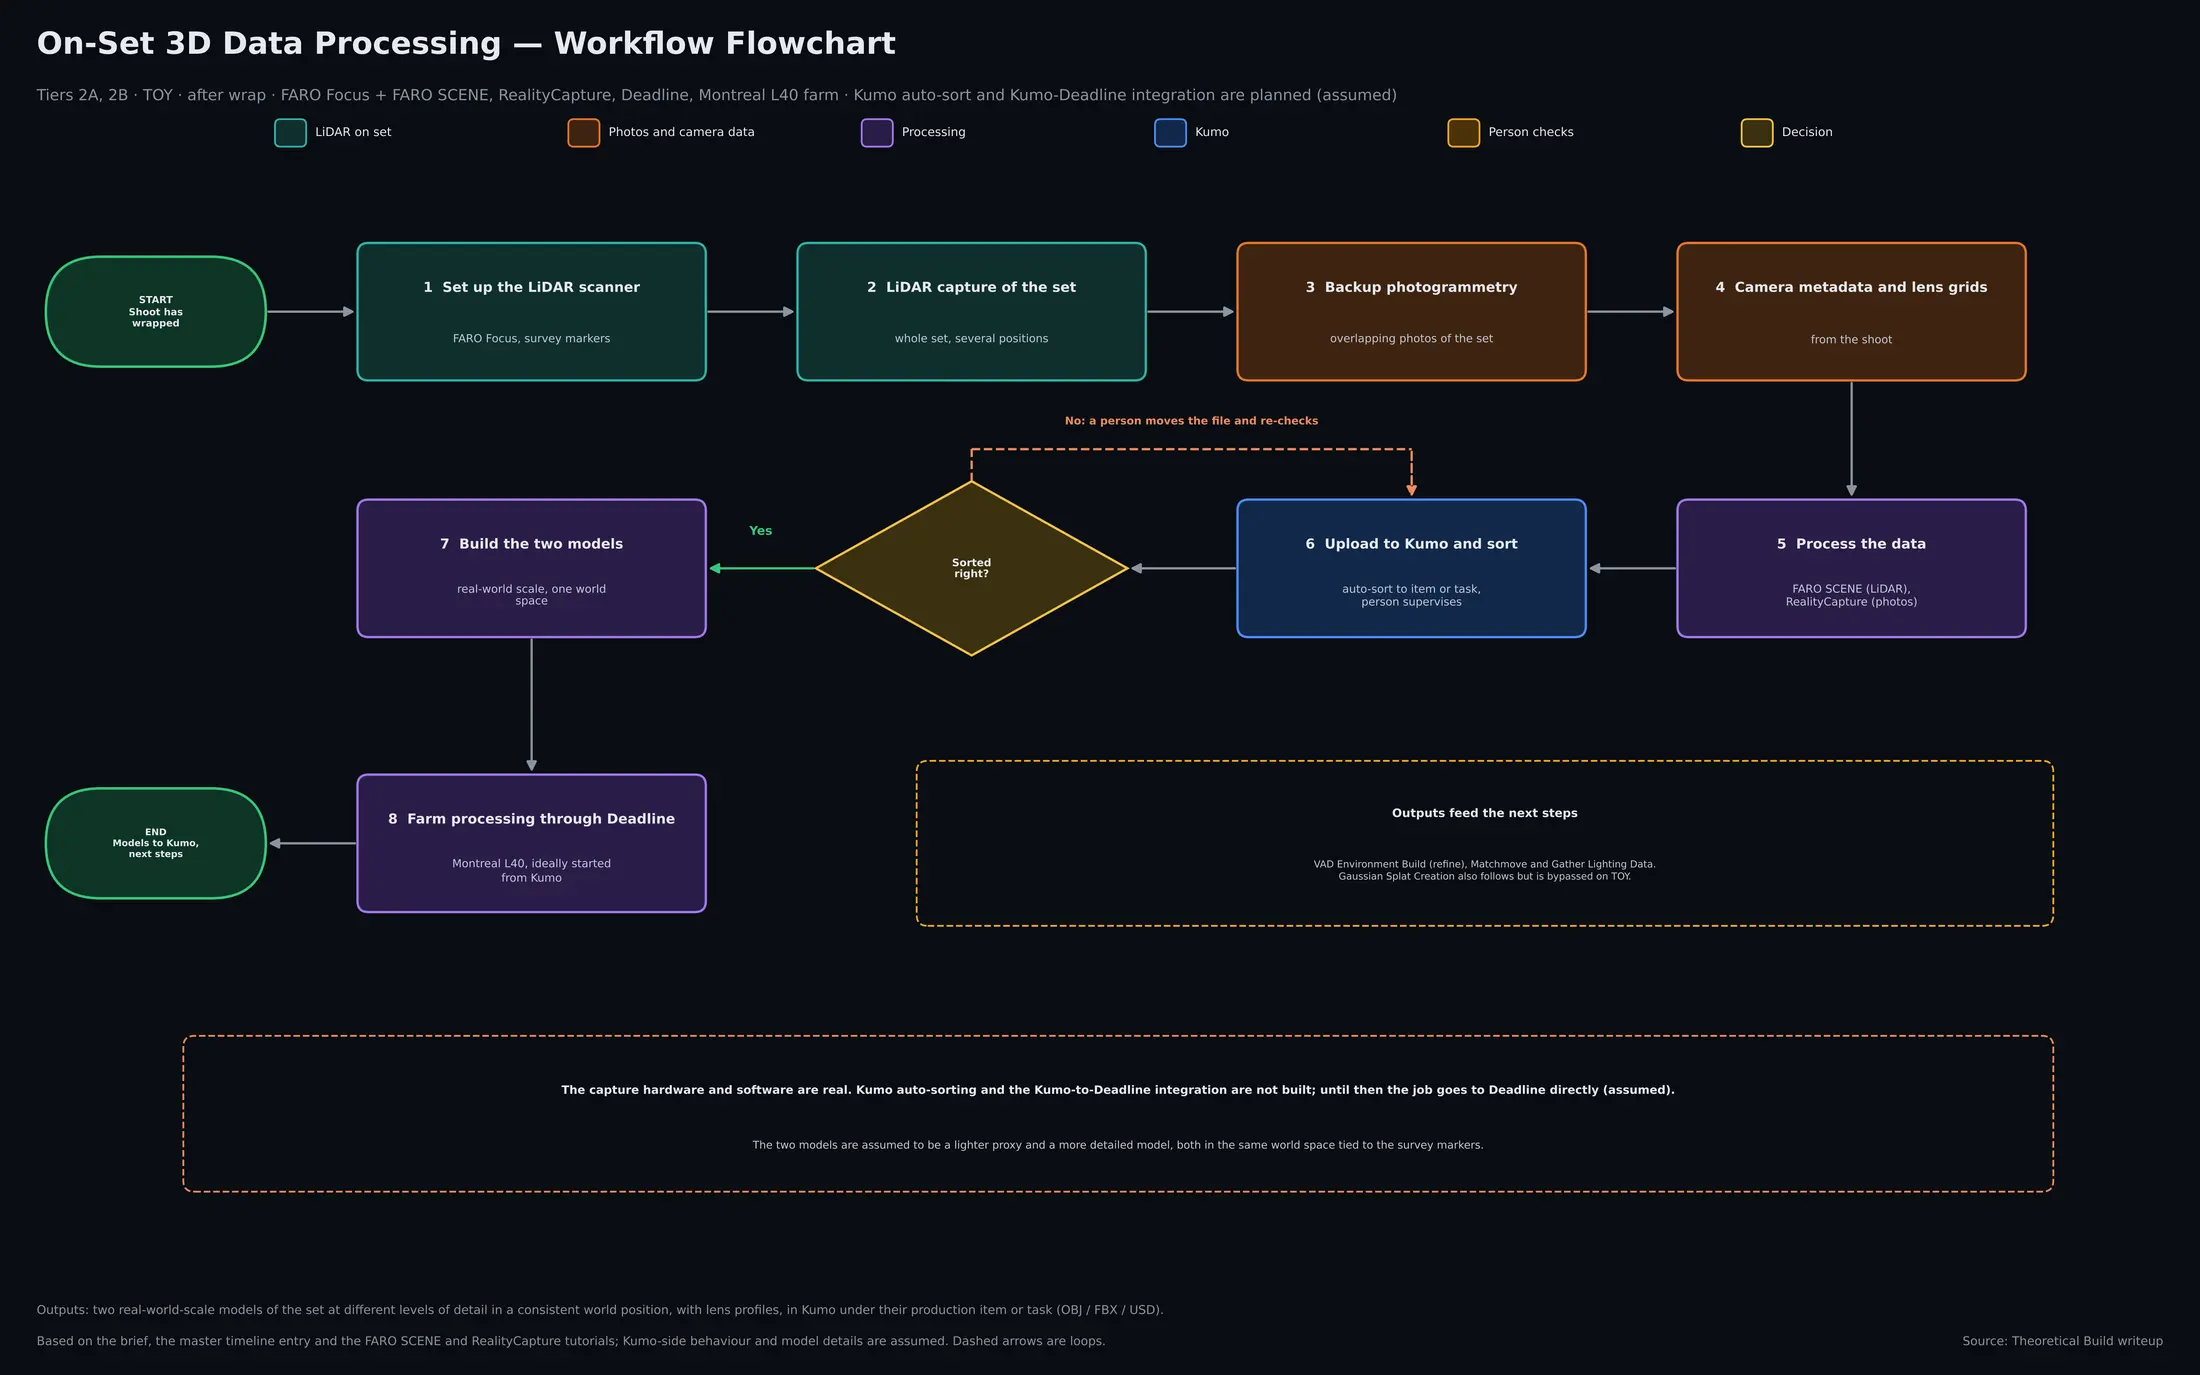 On-Set 3D Data Processing — Workflow Flowchart
Tiers 2A, 2B · TOY · after wrap · FARO Focus + FARO SCENE, RealityCapture, Deadline, Montreal L40 farm · Kumo auto-sort and Kumo-Deadline integration are planned (assumed)
LiDAR on set
Photos and camera data
Processing
Kumo
Person checks
Decision
START
Shoot has
wrapped
1 Set up the LiDAR scanner
FARO Focus, survey markers
2 LiDAR capture of the set
whole set, several positions
3 Backup photogrammetry
overlapping photos of the set
4 Camera metadata and lens grids
from the shoot
No: a person moves the file and re-checks
7 Build the two models
real-world scale, one world
space
Yes
Sorted
right?
6 Upload to Kumo and sort
auto-sort to item or task,
person supervises
5 Process the data
FARO SCENE (LiDAR),
RealityCapture (photos)
END
Models to Kumo,
next steps
8 Farm processing through Deadline
Montreal L40, ideally started
from Kumo
Outputs feed the next steps
VAD Environment Build (refine), Matchmove and Gather Lighting Data.
Gaussian Splat Creation also follows but is bypassed on TOY.
The capture hardware and software are real. Kumo auto-sorting and the Kumo-to-Deadline integration are not built; until then the job goes to Deadline directly (assumed).
The two models are assumed to be a lighter proxy and a more detailed model, both in the same world space tied to the survey markers.
Outputs: two real-world-scale models of the set at different levels of detail in a consistent world position, with lens profiles, in Kumo under their production item or task (OBJ / FBX / USD).
Based on the brief, the master timeline entry and the FARO SCENE and RealityCapture tutorials; Kumo-side behaviour and model details are assumed. Dashed arrows are loops.
Source: Theoretical Build writeup